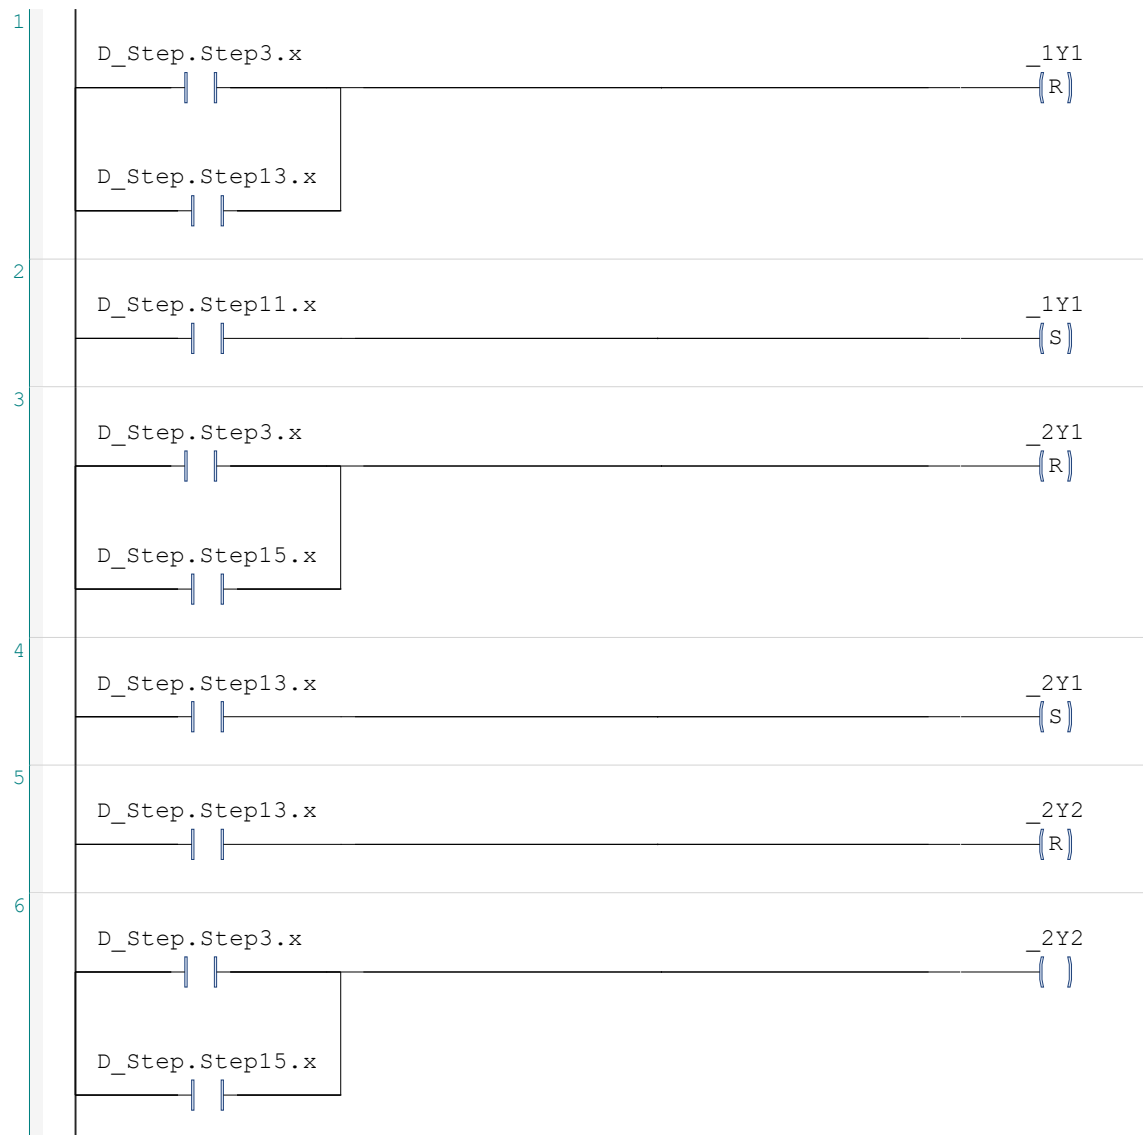 1
D_Step.Step3.x _1Y1
R
D_Step.Step13.x
2
D_Step.Step11.x _1Y1
S
3
D_Step.Step3.x _2Y1
R
D_Step.Step15.x
4
D_Step.Step13.x _2Y1
S
5
D_Step.Step13.x _2Y2
R
6
D_Step.Step3.x _2Y2
D_Step.Step15.x